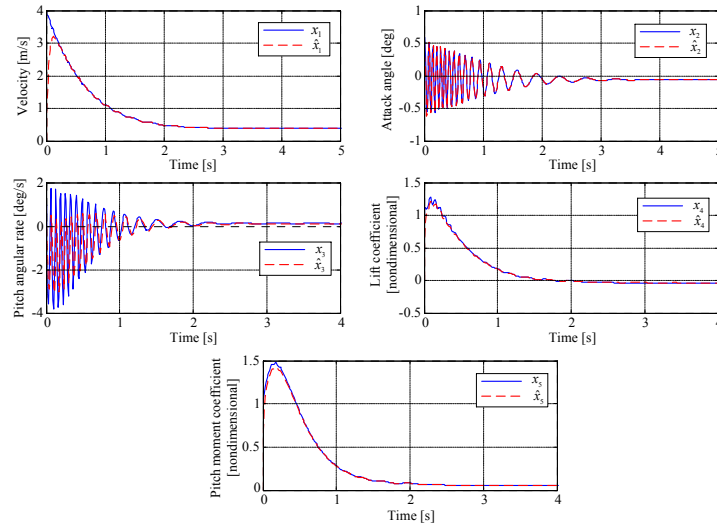 4
3
2
1
0
Velocity [m/s]
x₁
x̂₁
0 1 2 3 4 5
Time [s]
1
0.5
0
-0.5
-1
Attack angle [deg]
x₂
x̂₂
0 1 2 3 4 5
Time [s]
2
0
-2
-4
Pitch angular rate [deg/s]
x₃
x̂₃
0 1 2 3 4
Time [s]
1.5
1
0.5
0
-0.5
Lift coefficient
[nondimensional]
x₄
x̂₄
0 1 2 3 4
Time [s]
1.5
1
0.5
0
Pitch moment coefficient
[nondimensional]
x₅
x̂₅
0 1 2 3 4
Time [s]